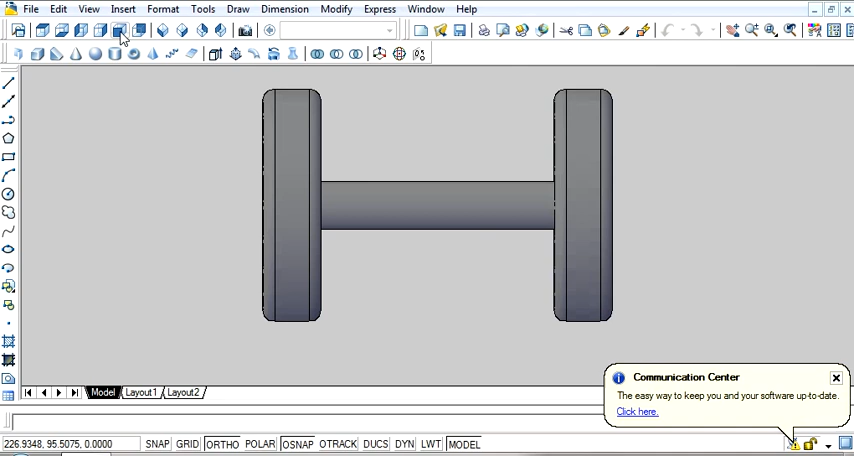 File Edit View Insert Format Tools Draw Dimension Modify Express Window Help
Communication Center
The easy way to keep you and your software up-to-date.
Click here.
Model Layout1 Layout2
226.9348, 95.5075, 0.0000 SNAP GRID ORTHO POLAR OSNAP OTRACK DUCS DYN LWT MODEL